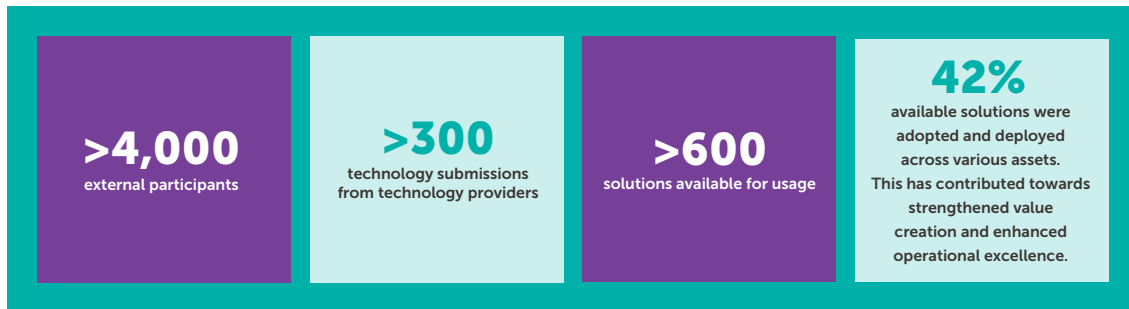 >4,000
external participants
>300
technology submissions
from technology providers
>600
solutions available for usage
42%
available solutions were
adopted and deployed
across various assets.
This has contributed towards
strengthened value
creation and enhanced
operational excellence.